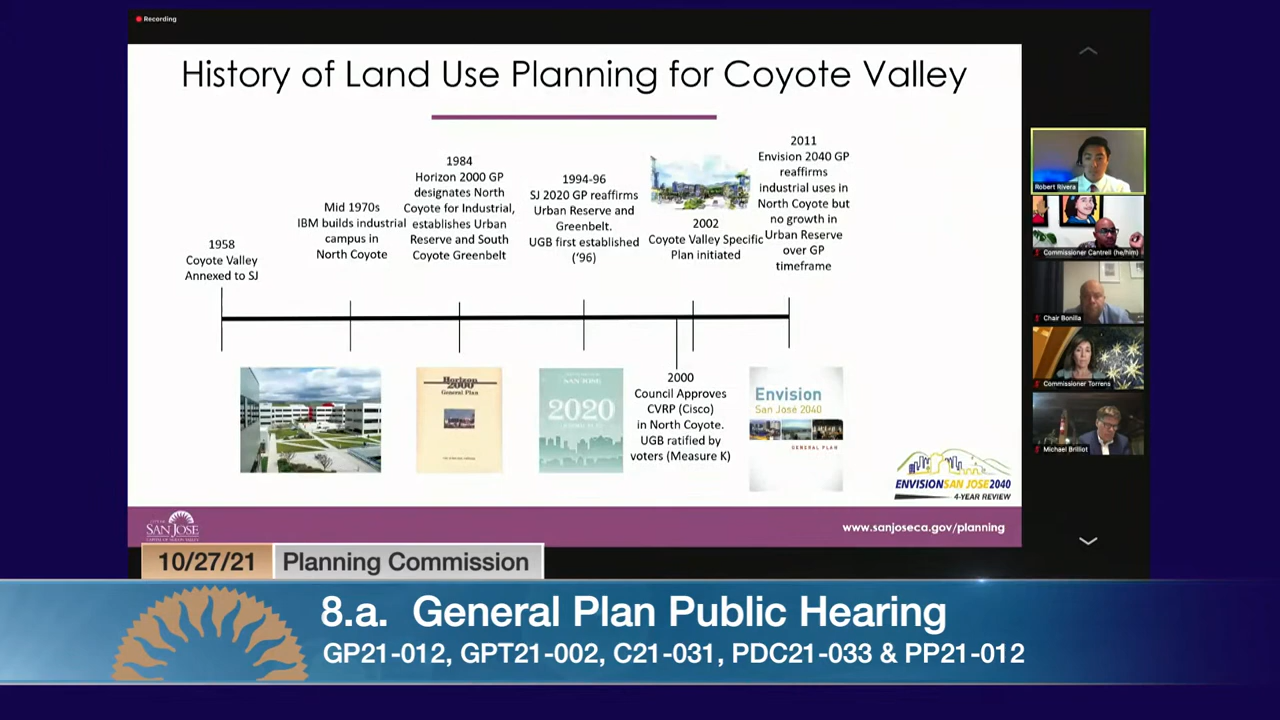 Recording
History of Land Use Planning for Coyote Valley
1958
Coyote Valley
Annexed to SJ
Mid 1970s
IBM builds industrial
campus in
North Coyote
1984
Horizon 2000 GP
designates North
Coyote for Industrial,
establishes Urban
Reserve and South
Coyote Greenbelt
1994-96
SJ 2020 GP reaffirms
Urban Reserve and
Greenbelt.
UGB first established
('96)
2002
Coyote Valley Specific
Plan initiated
2011
Envision 2040 GP
reaffirms
industrial uses in
North Coyote but
no growth in
Urban Reserve
over GP
timeframe
Horizon
2000
General Plan
SAN JOSE
2020
2000
Council Approves
CVRP (Cisco)
in North Coyote.
UGB ratified by
voters (Measure K)
Envision
San José 2040
GENERAL PLAN
ENVISION SAN JOSE 2040
4-YEAR REVIEW
CITY OF
SAN JOSE
CAPITAL OF SILICON VALLEY
www.sanjoseca.gov/planning
Robert Rivera
Commissioner Cantrell (he/him)
Chair Bonilla
Commissioner Torrens
Michael Brilliot
10/27/21
Planning Commission
8.a. General Plan Public Hearing
GP21-012, GPT21-002, C21-031, PDC21-033 & PP21-012